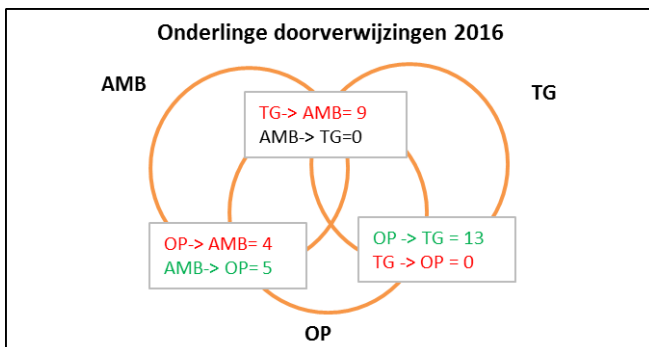 Onderlinge doorverwijzingen 2016
AMB
TG
TG-> AMB= 9
AMB-> TG=0
OP-> AMB= 4
AMB-> OP= 5
OP -> TG = 13
TG -> OP = 0
OP